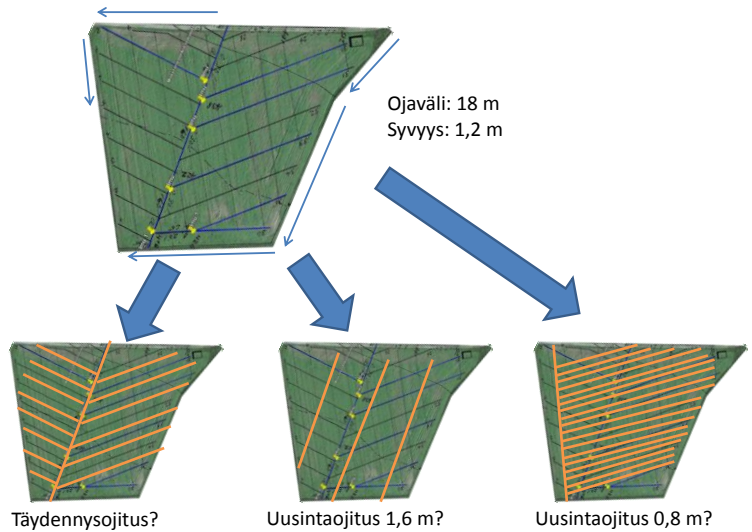 Ojaväli: 18 m
Syvyys: 1,2 m
Täydennysojitus?
Uusintaojitus 1,6 m?
Uusintaojitus 0,8 m?